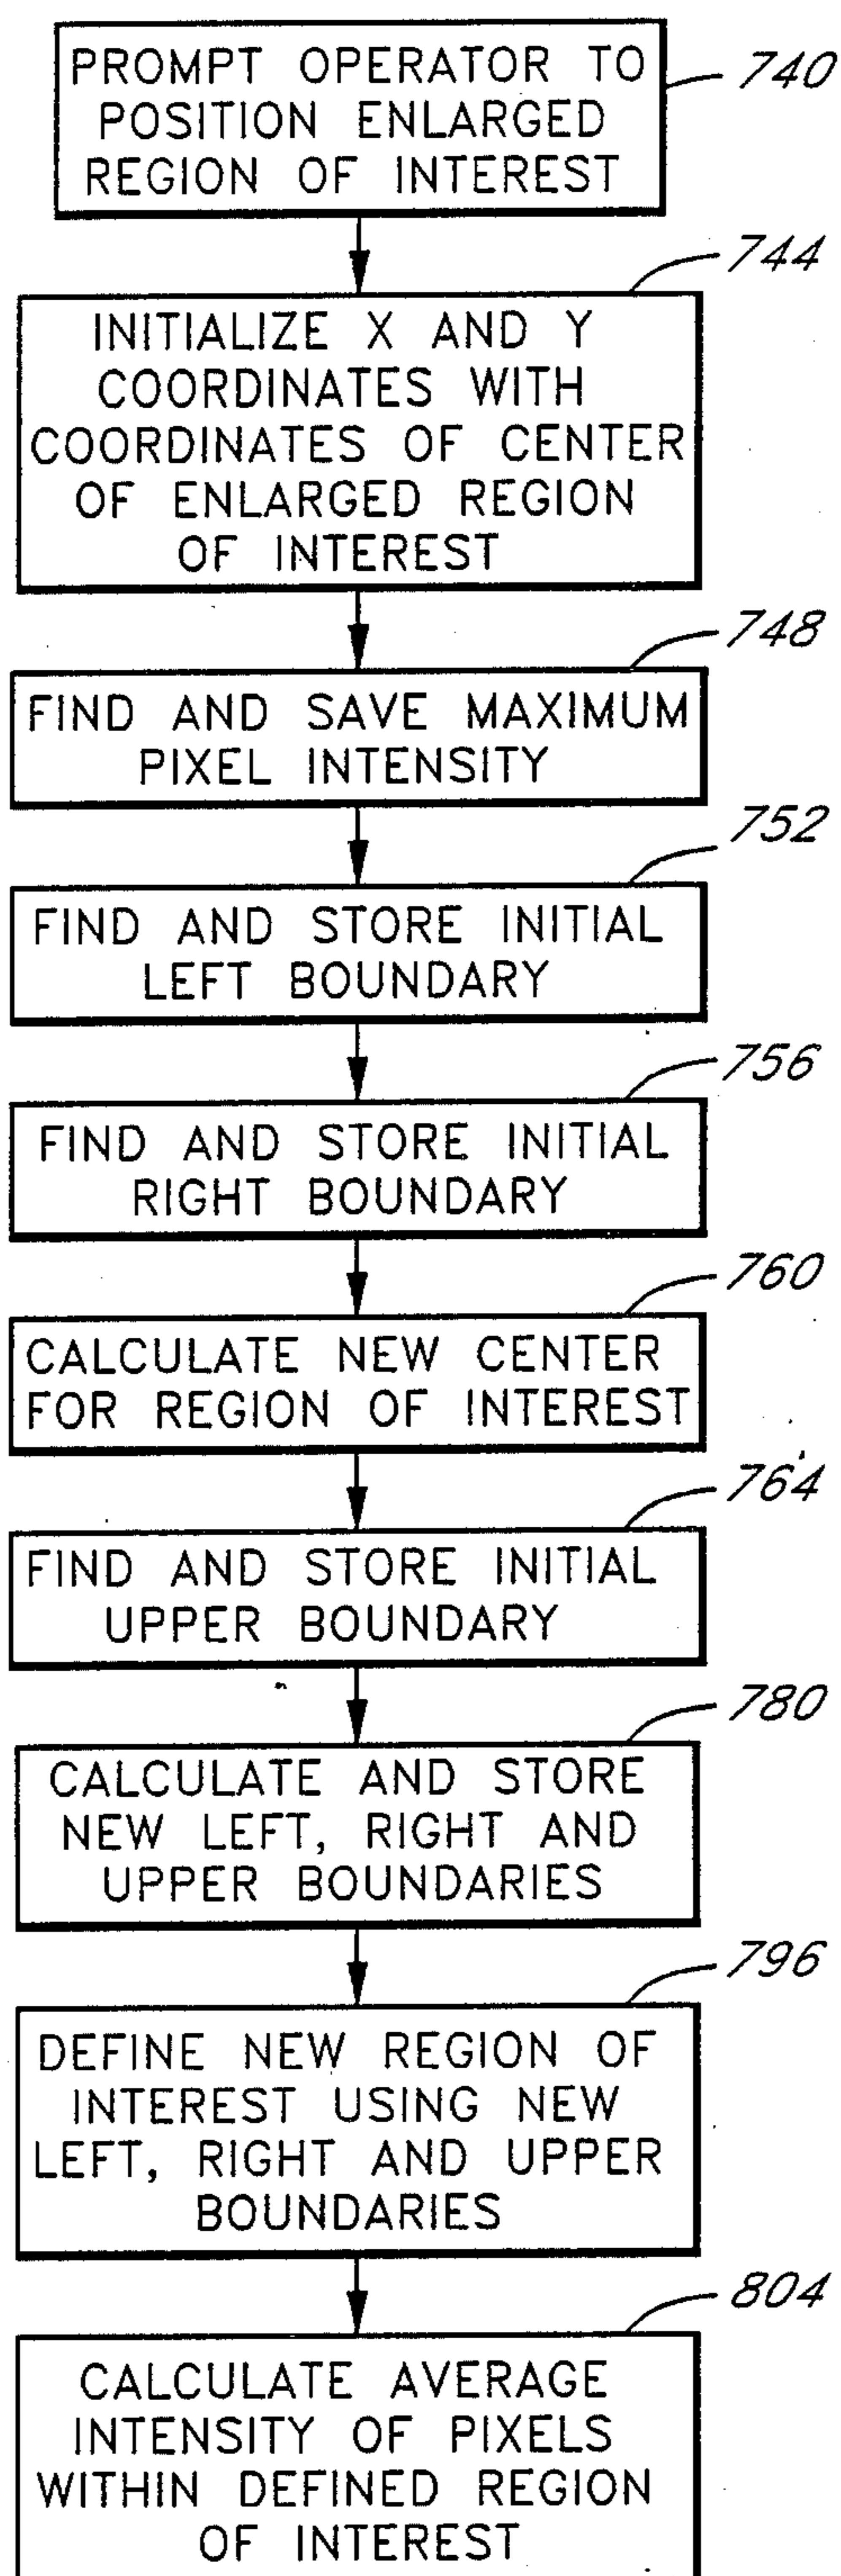 PROMPT OPERATOR TO
POSITION ENLARGED
REGION OF INTEREST
740
744
INITIALIZE X AND Y
COORDINATES WITH
COORDINATES OF CENTER
OF ENLARGED REGION
OF INTEREST
748
FIND AND SAVE MAXIMUM
PIXEL INTENSITY
752
FIND AND STORE INITIAL
LEFT BOUNDARY
756
FIND AND STORE INITIAL
RIGHT BOUNDARY
760
CALCULATE NEW CENTER
FOR REGION OF INTEREST
764
FIND AND STORE INITIAL
UPPER BOUNDARY
780
CALCULATE AND STORE
NEW LEFT, RIGHT AND
UPPER BOUNDARIES
796
DEFINE NEW REGION OF
INTEREST USING NEW
LEFT, RIGHT AND UPPER
BOUNDARIES
804
CALCULATE AVERAGE
INTENSITY OF PIXELS
WITHIN DEFINED REGION
OF INTEREST